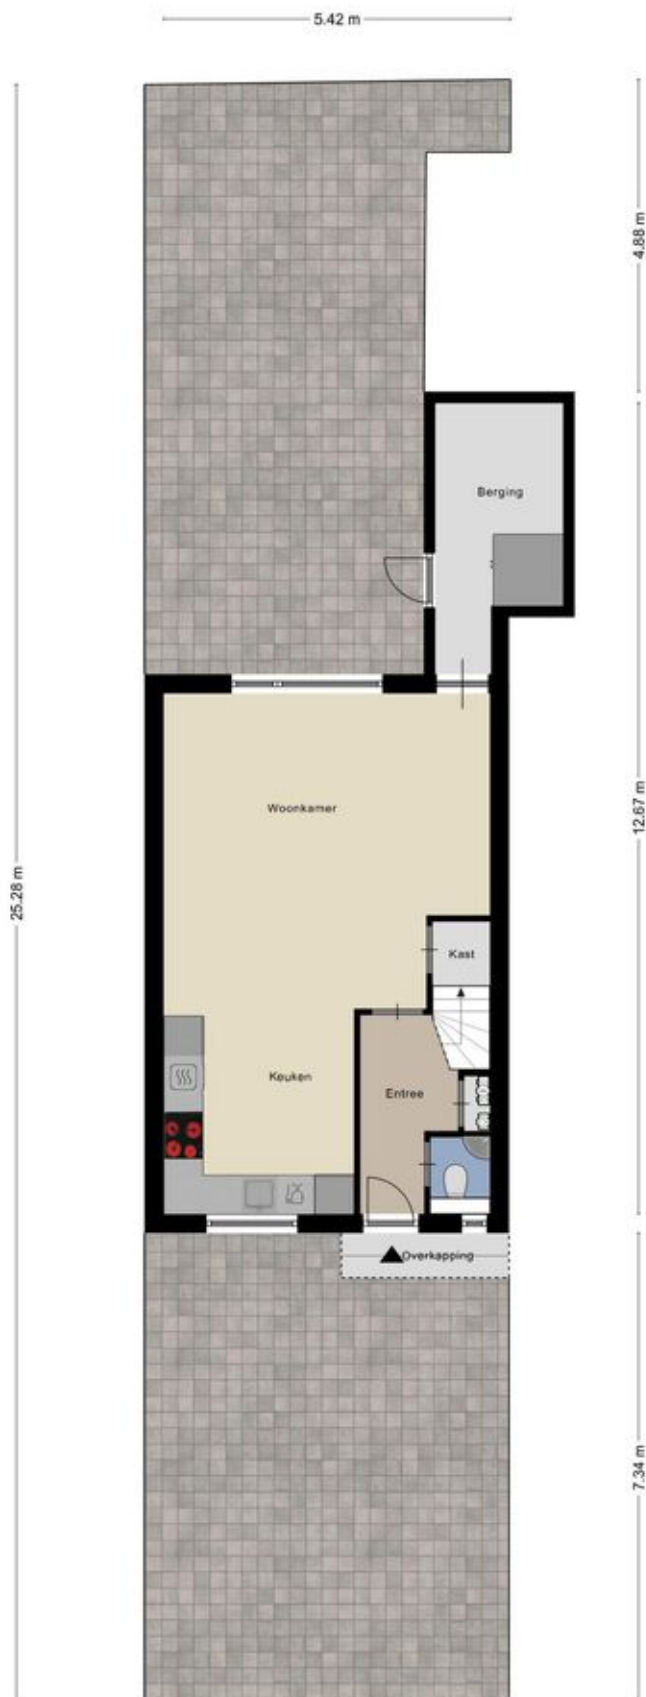 5.42 m
4.88 m
Berging
Woonkamer
12.67 m
25.28 m
Kast
Keuken
Entree
Overkapping
7.34 m